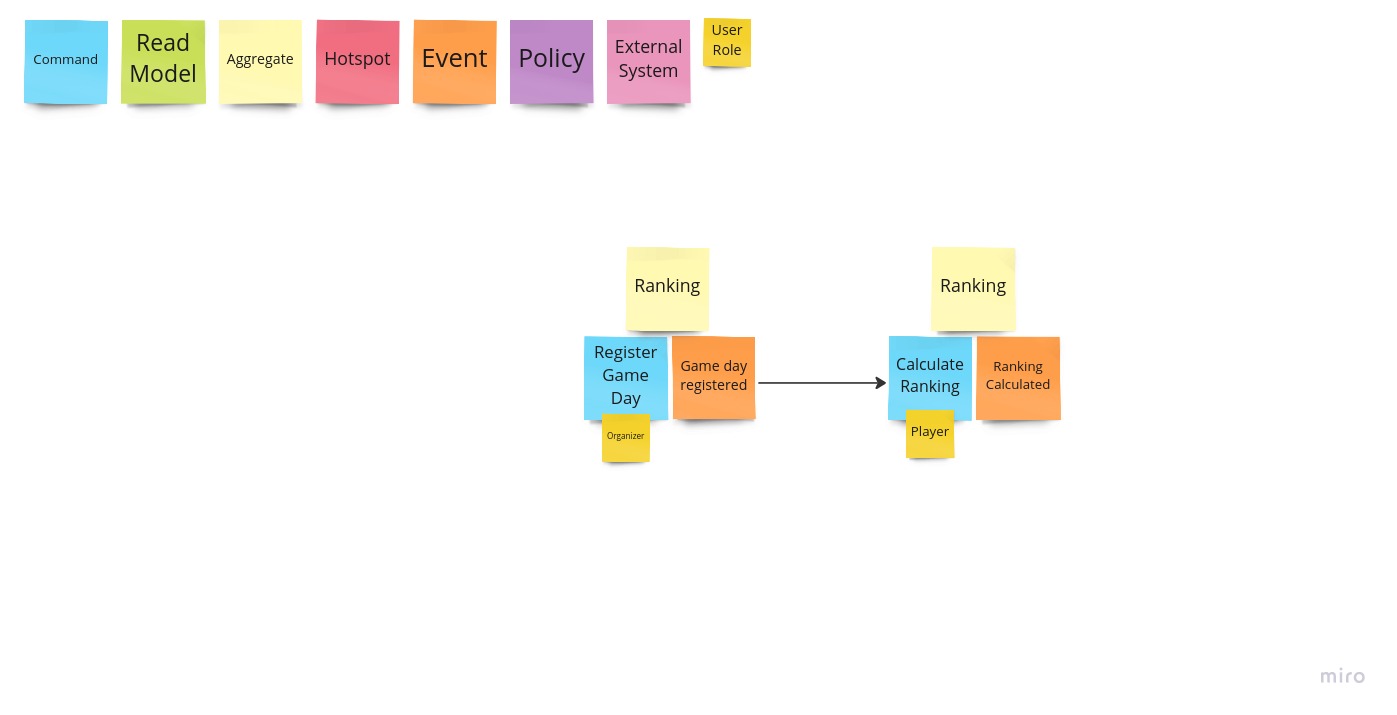 Command
Read
Model
Aggregate
Hotspot
Event
Policy
External
System
User
Role
Ranking
Register
Game
Day
Game day
registered
Organizer
Ranking
Calculate
Ranking
Ranking
Calculated
Player
miro